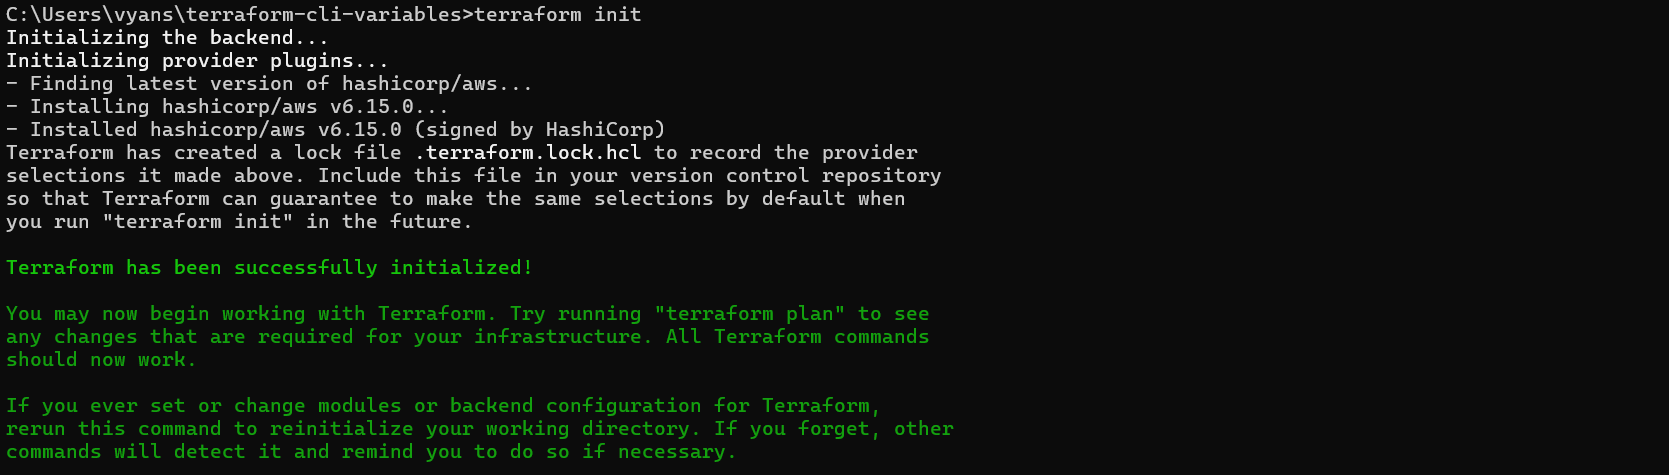 C:\Users\vyans\terraform-cli-variables>terraform init
Initializing the backend...
Initializing provider plugins...
- Finding latest version of hashicorp/aws...
- Installing hashicorp/aws v6.15.0...
- Installed hashicorp/aws v6.15.0 (signed by HashiCorp)
Terraform has created a lock file .terraform.lock.hcl to record the provider
selections it made above. Include this file in your version control repository
so that Terraform can guarantee to make the same selections by default when
you run "terraform init" in the future.
Terraform has been successfully initialized!
You may now begin working with Terraform. Try running "terraform plan" to see
any changes that are required for your infrastructure. All Terraform commands
should now work.
If you ever set or change modules or backend configuration for Terraform,
rerun this command to reinitialize your working directory. If you forget, other
commands will detect it and remind you to do so if necessary.